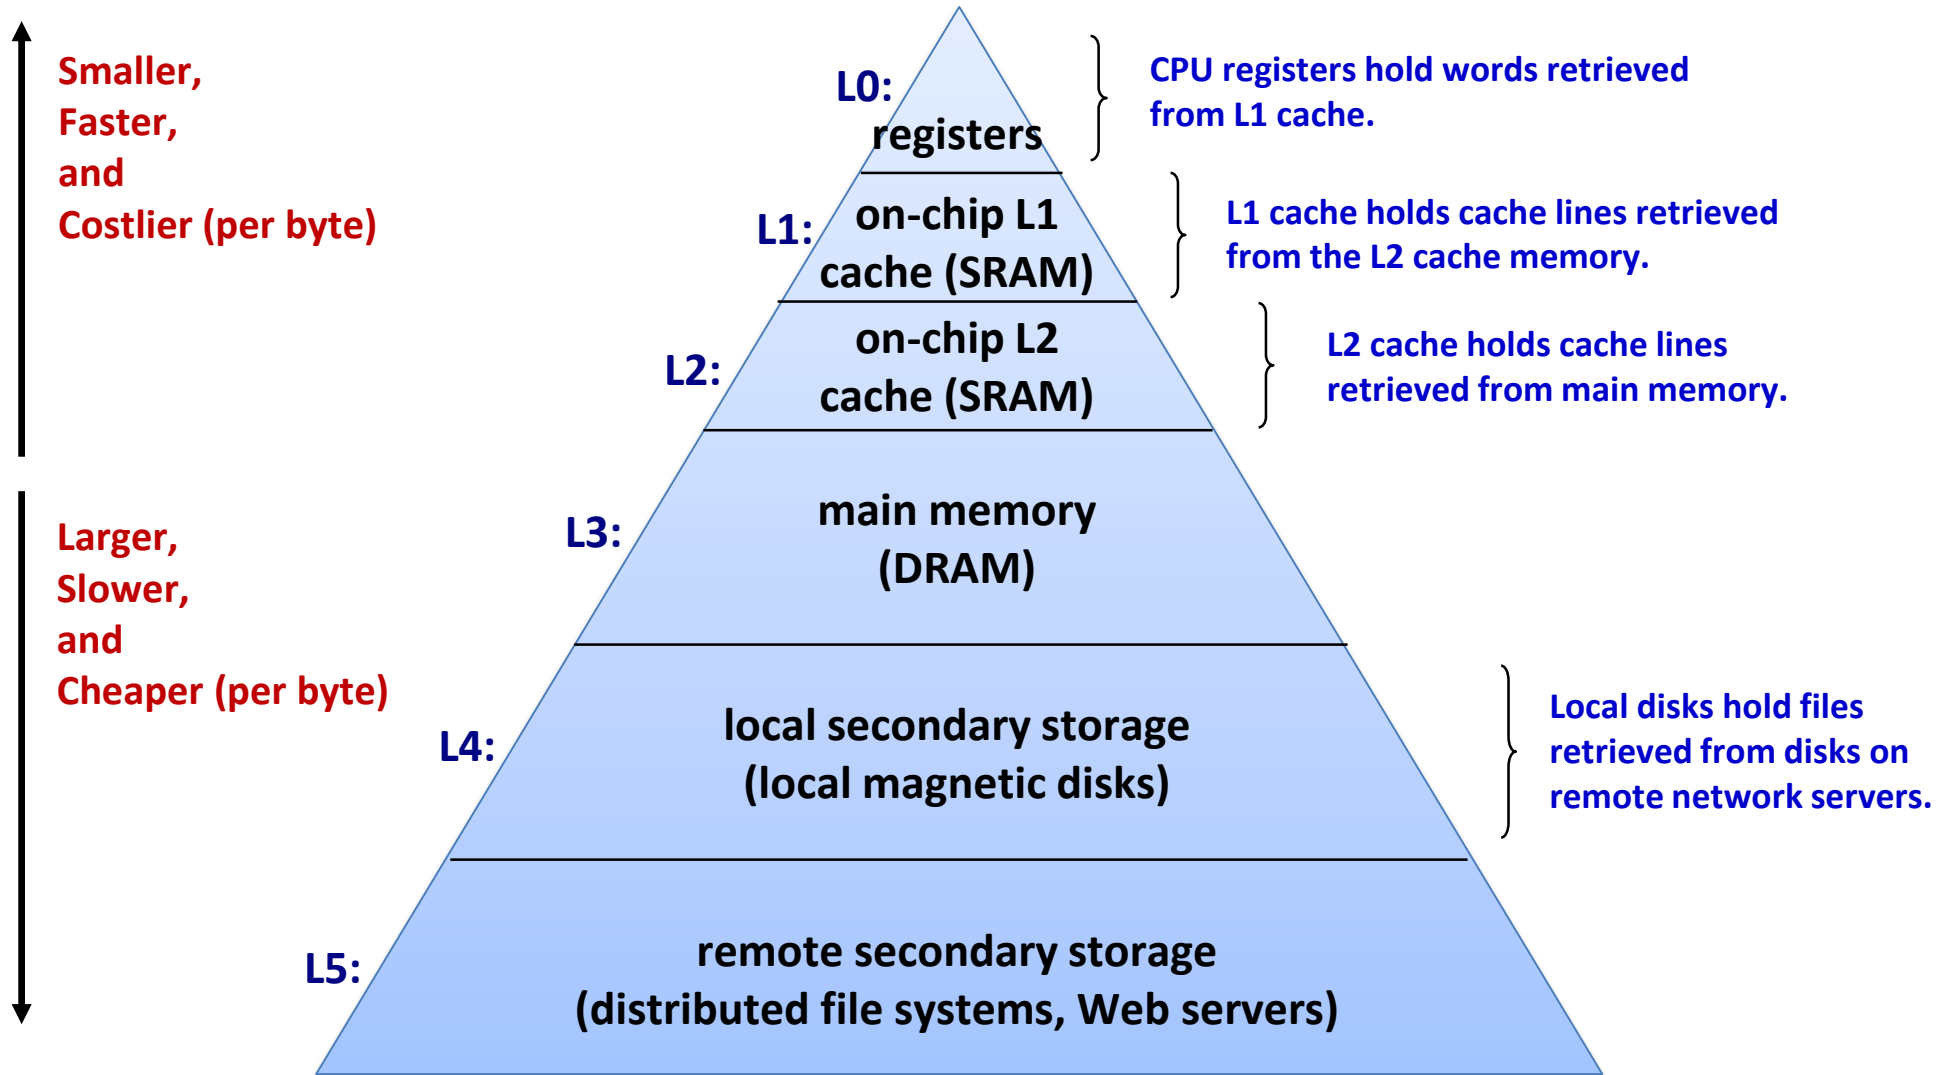 Smaller,
Faster,
and
Costlier (per byte)
Larger,
Slower,
and
Cheaper (per byte)
L0:
registers
CPU registers hold words retrieved
from L1 cache.
L1:
on-chip L1
cache (SRAM)
L1 cache holds cache lines retrieved
from the L2 cache memory.
L2:
on-chip L2
cache (SRAM)
L2 cache holds cache lines
retrieved from main memory.
L3:
main memory
(DRAM)
L4:
local secondary storage
(local magnetic disks)
Local disks hold files
retrieved from disks on
remote network servers.
L5:
remote secondary storage
(distributed file systems, Web servers)